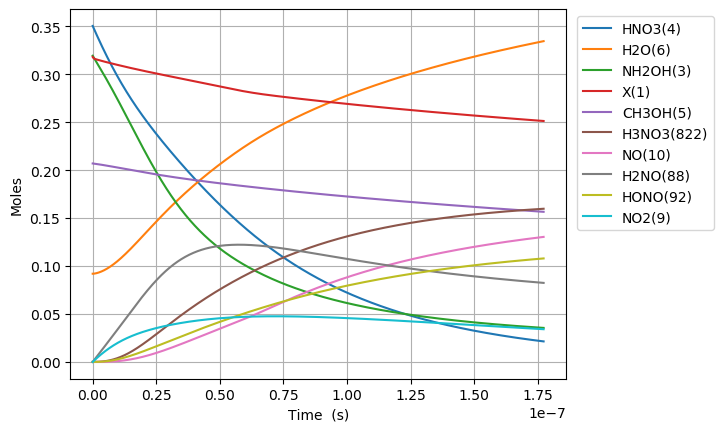 0.35
0.30
0.25
0.20
0.15
0.10
0.05
0.00
Moles
0.00 0.25 0.50 0.75 1.00 1.25 1.50 1.75
Time (s)
1e−7
HNO3(4)
H2O(6)
NH2OH(3)
X(1)
CH3OH(5)
H3NO3(822)
NO(10)
H2NO(88)
HONO(92)
NO2(9)